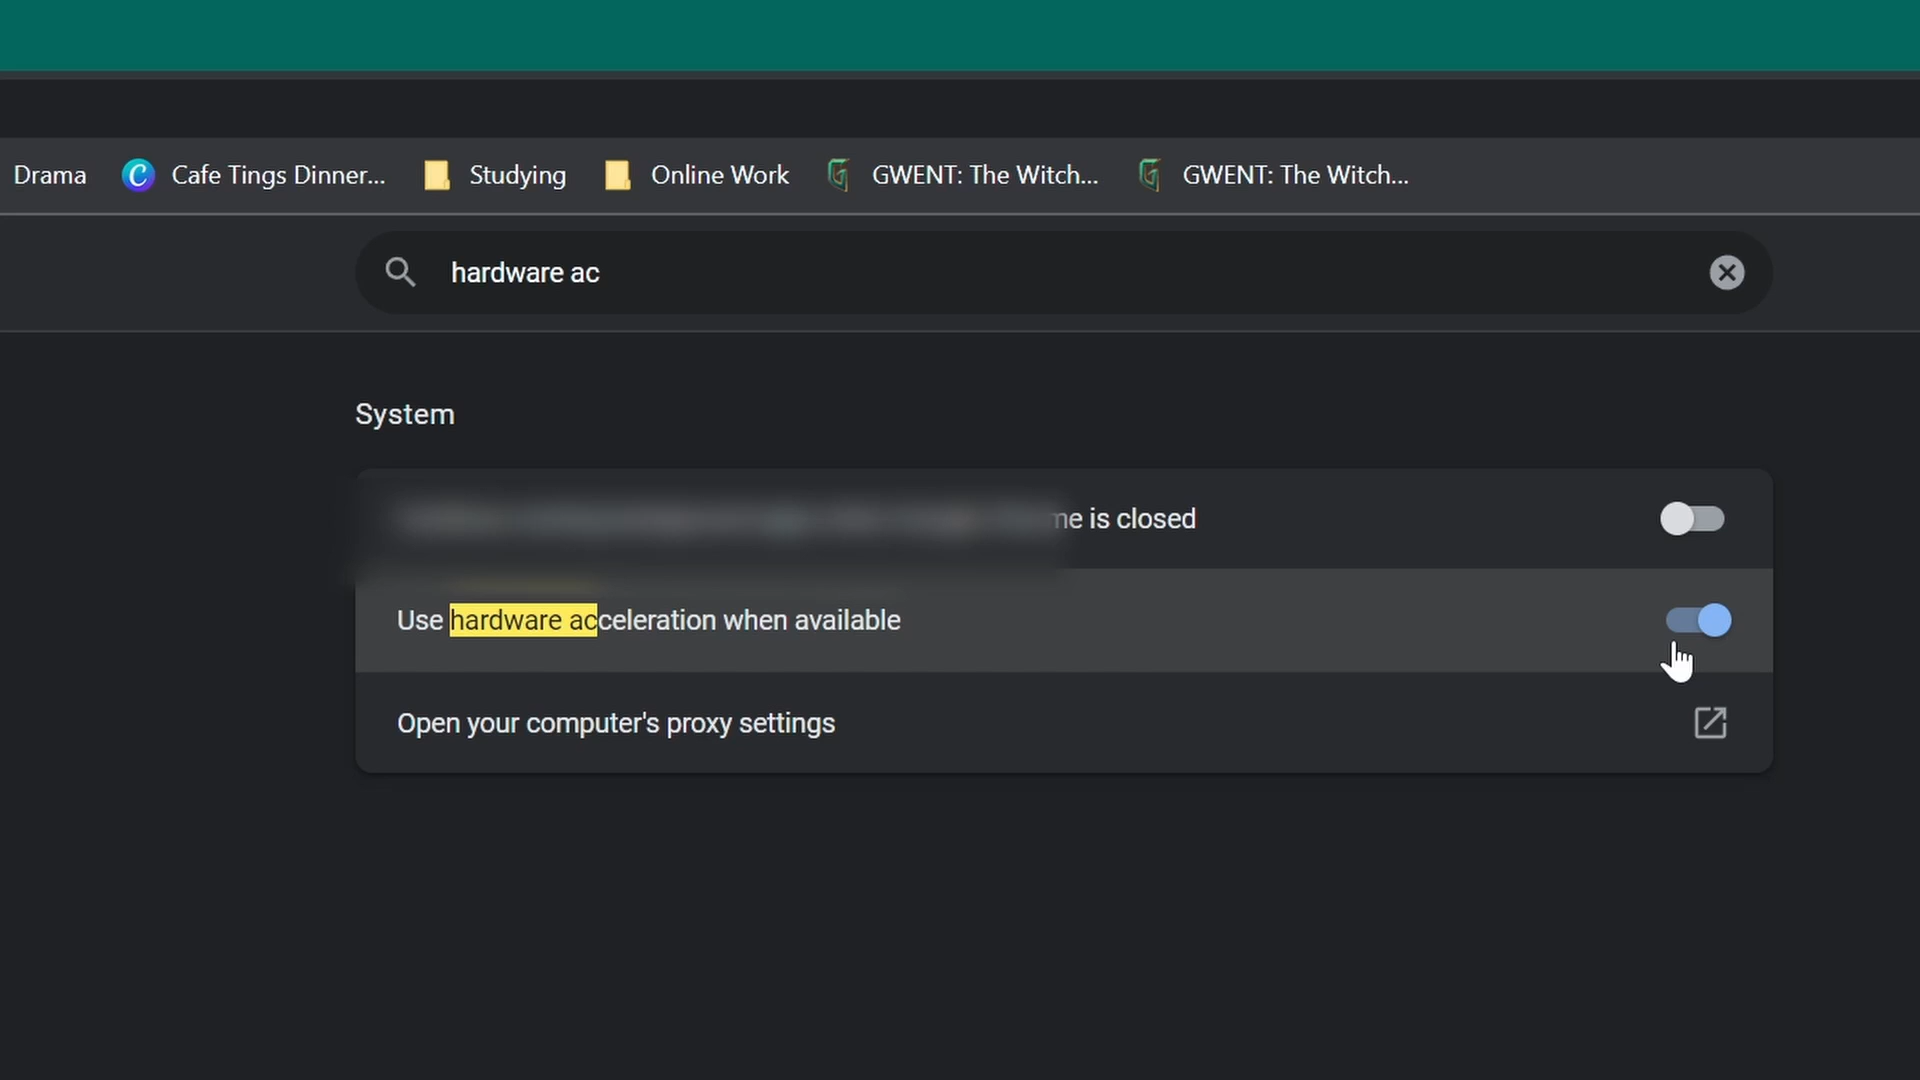 Drama Cafe Tings Dinner... Studying Online Work GWENT: The Witch... GWENT: The Witch...
hardware ac
System
is closed
Use hardware acceleration when available
Open your computer's proxy settings